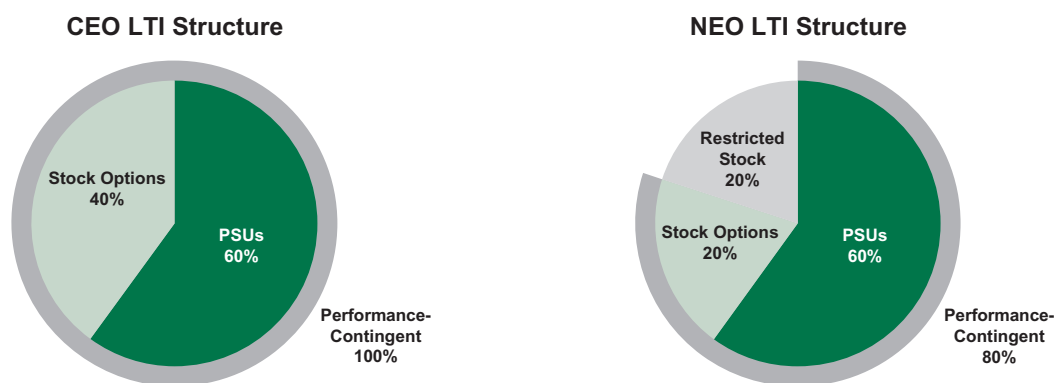 CEO LTI Structure
Stock Options
40%
PSUs
60%
Performance-
Contingent
100%
NEO LTI Structure
Restricted
Stock
20%
Stock Options
20%
PSUs
60%
Performance-
Contingent
80%